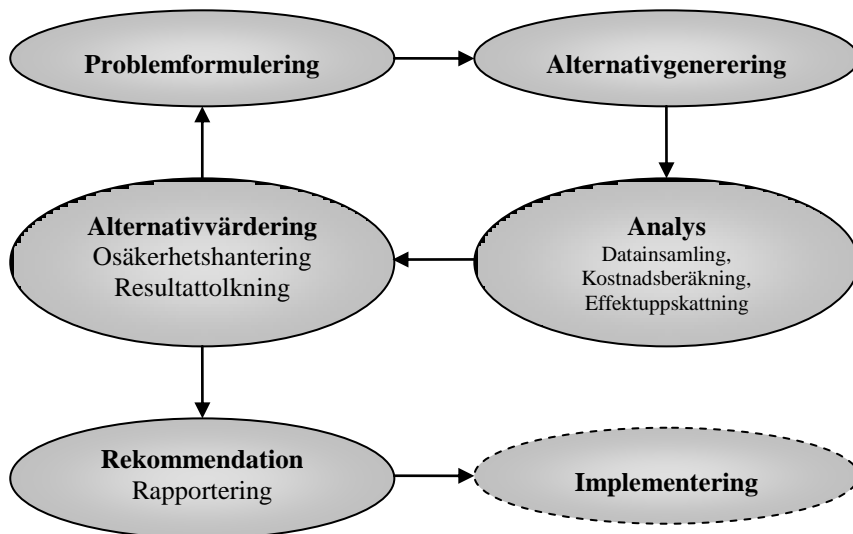 Problemformulering
Alternativgenerering
Alternativvärdering
Osäkerhetshantering
Resultattolkning
Analys
Datainsamling,
Kostnadsberäkning,
Effektuppskattning
Rekommendation
Rapportering
Implementering